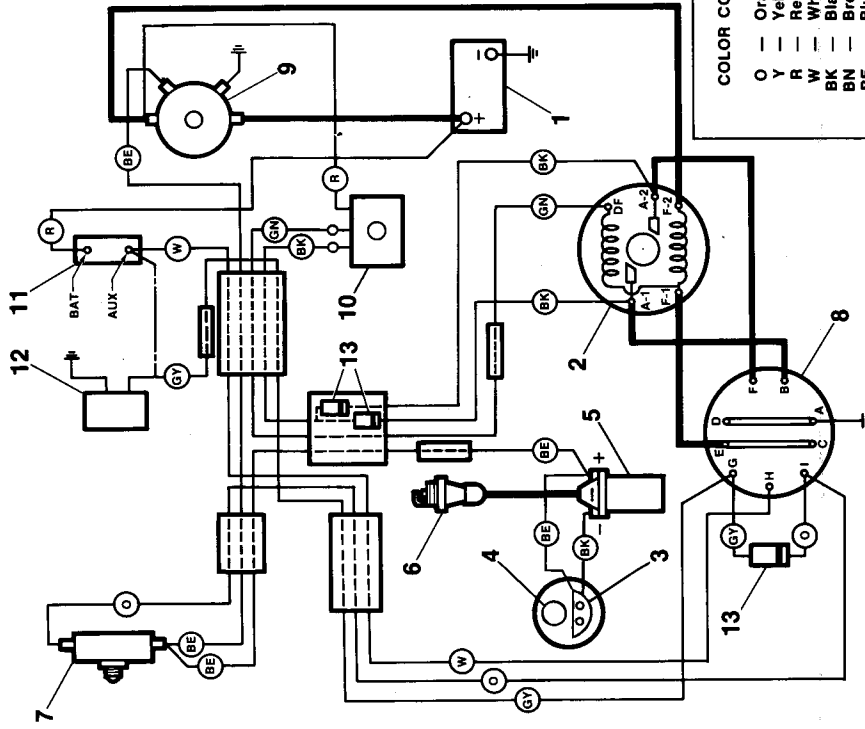 COLOR CO
O — Ora
Y — Ye
R — Re
W — Wh
BK — Bla
BN — Bro
BE
9
1
BE
R
11
BAT
AUX
W
12
GY
R
GN
BK
10
+
-
BK
GN
DF
A-2
F-2
A-1
F-1
BK
2
13
7
O
BE
BE
BE
6
5
+
-
BE
BK
4
3
W
O
GY
8
F
B
D
A
E
C
G
H
I
GY
O
13